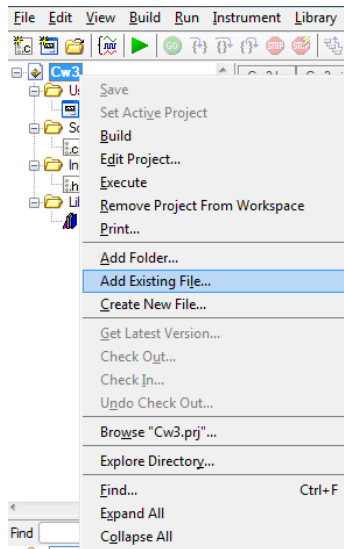 File Edit View Build Run Instrument Library
Cw3
Save
Set Active Project
Build
Edit Project...
Execute
Remove Project From Workspace
Print...
Add Folder...
Add Existing File...
Create New File...
Get Latest Version...
Check Out...
Check In...
Undo Check Out...
Browse "Cw3.prj"...
Explore Directory...
Find... Ctrl+F
Expand All
Collapse All
Find